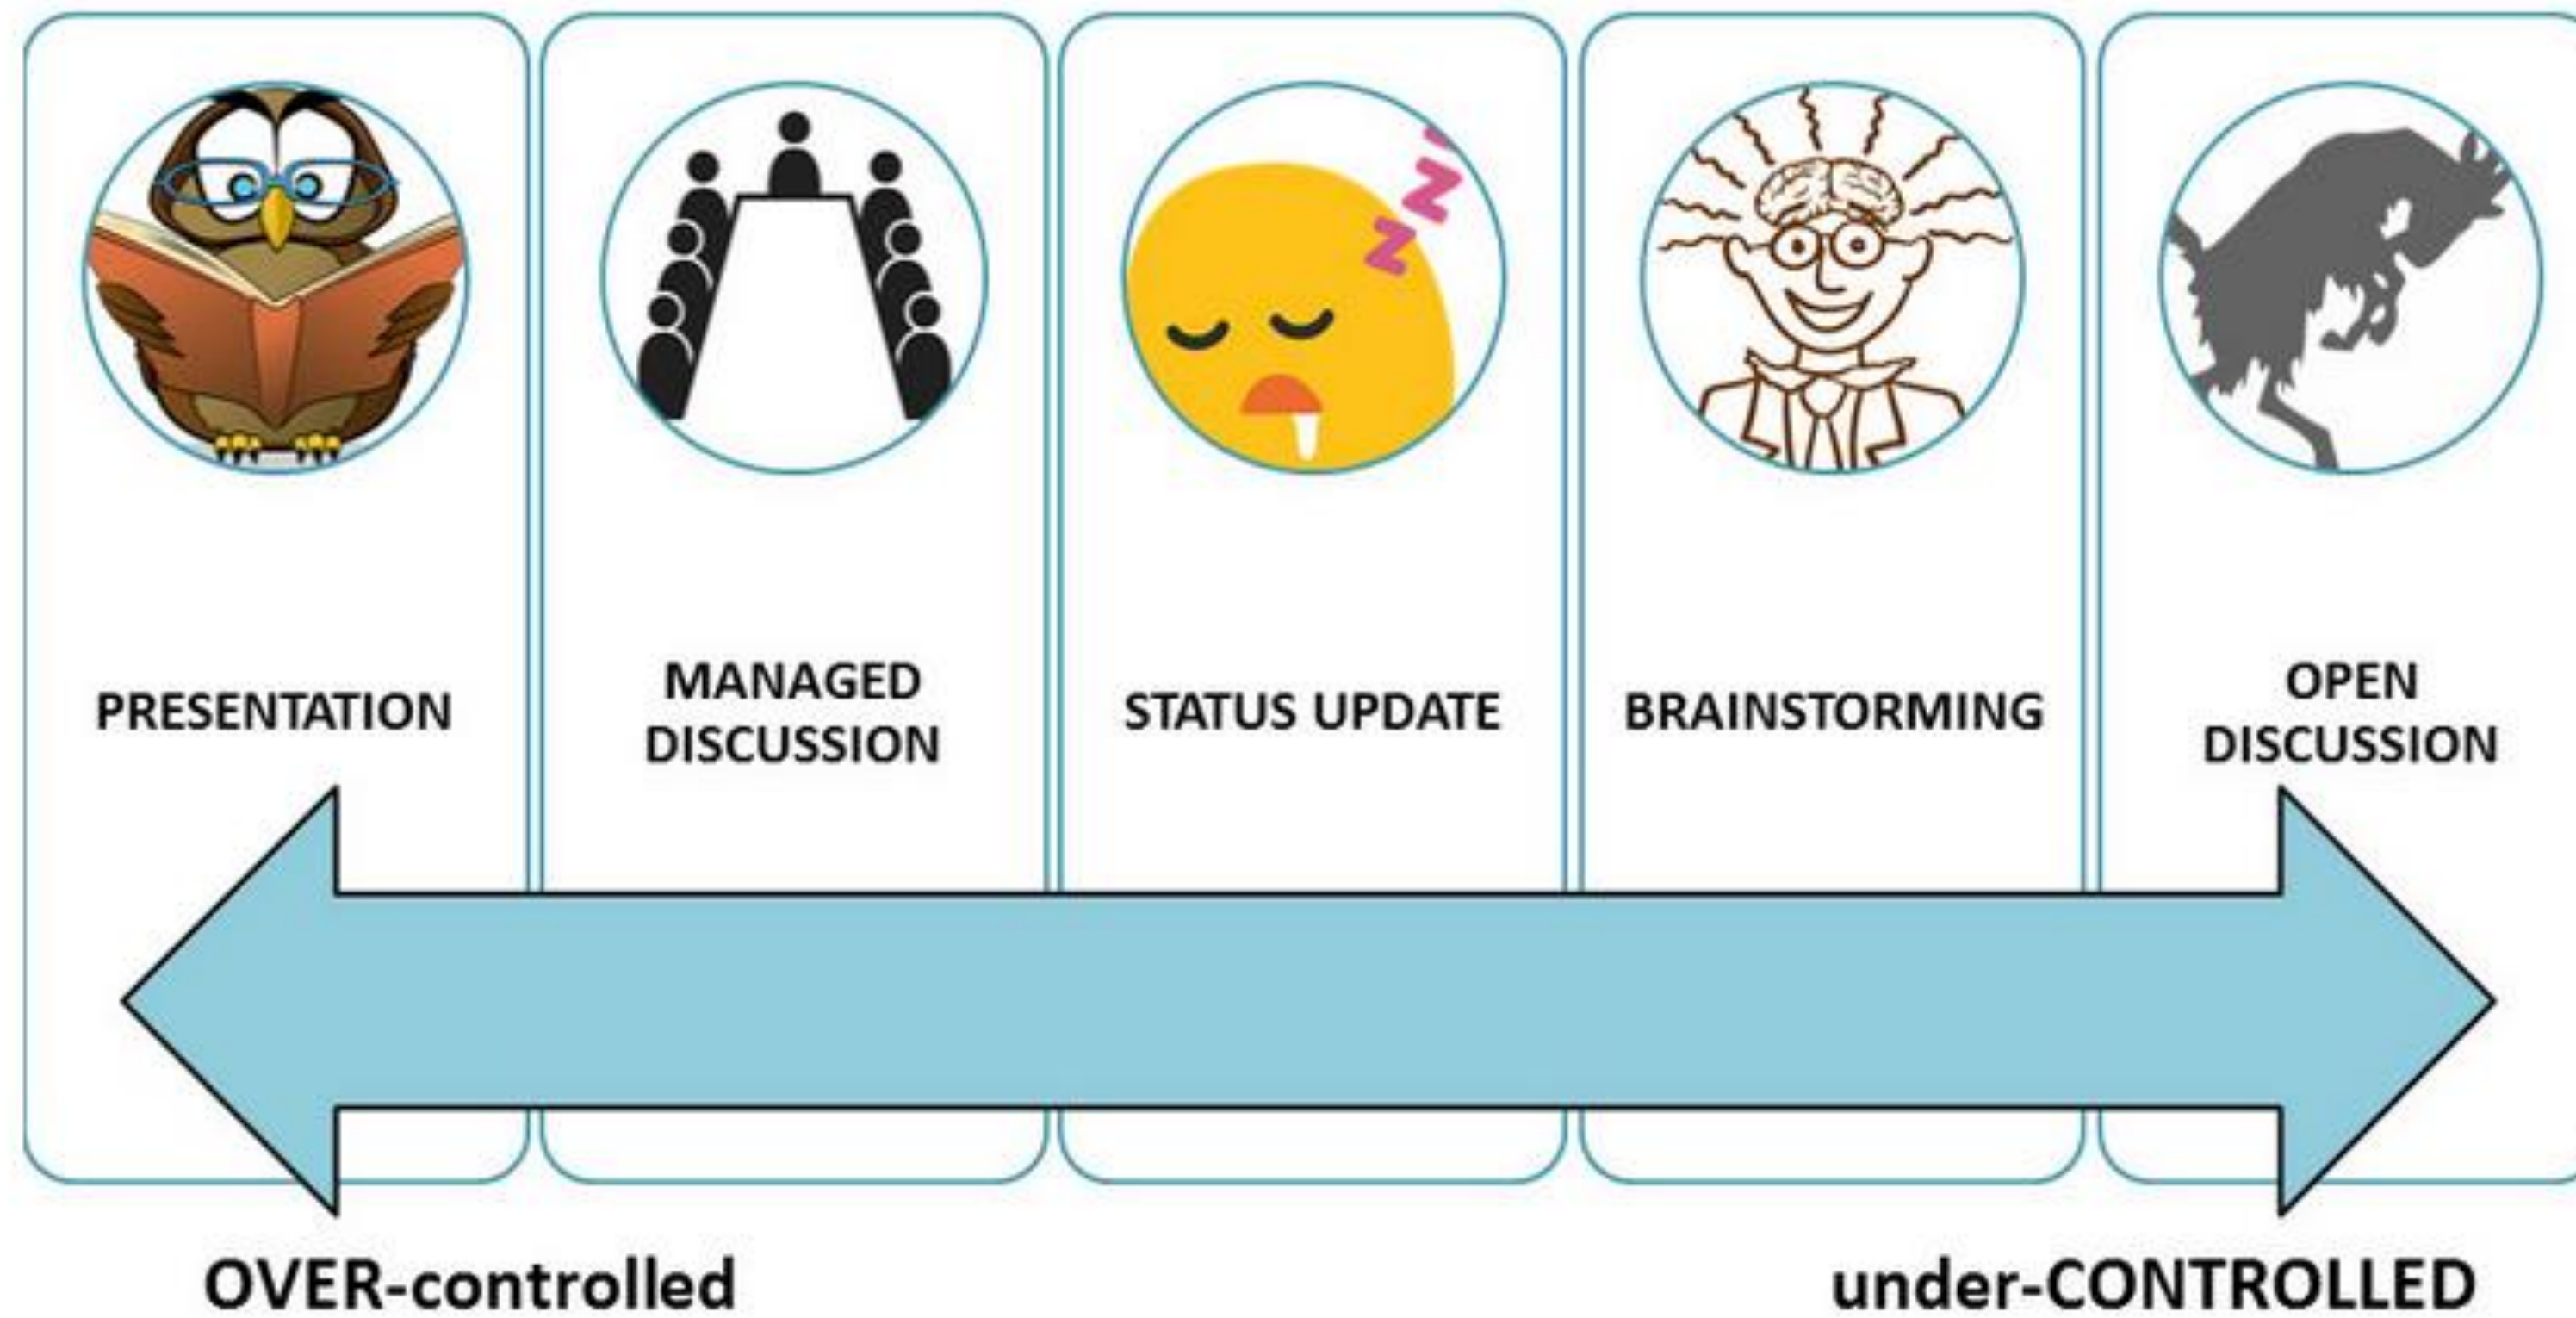 PRESENTATION
MANAGED
DISCUSSION
STATUS UPDATE
BRAINSTORMING
OPEN
DISCUSSION
OVER-controlled
under-CONTROLLED